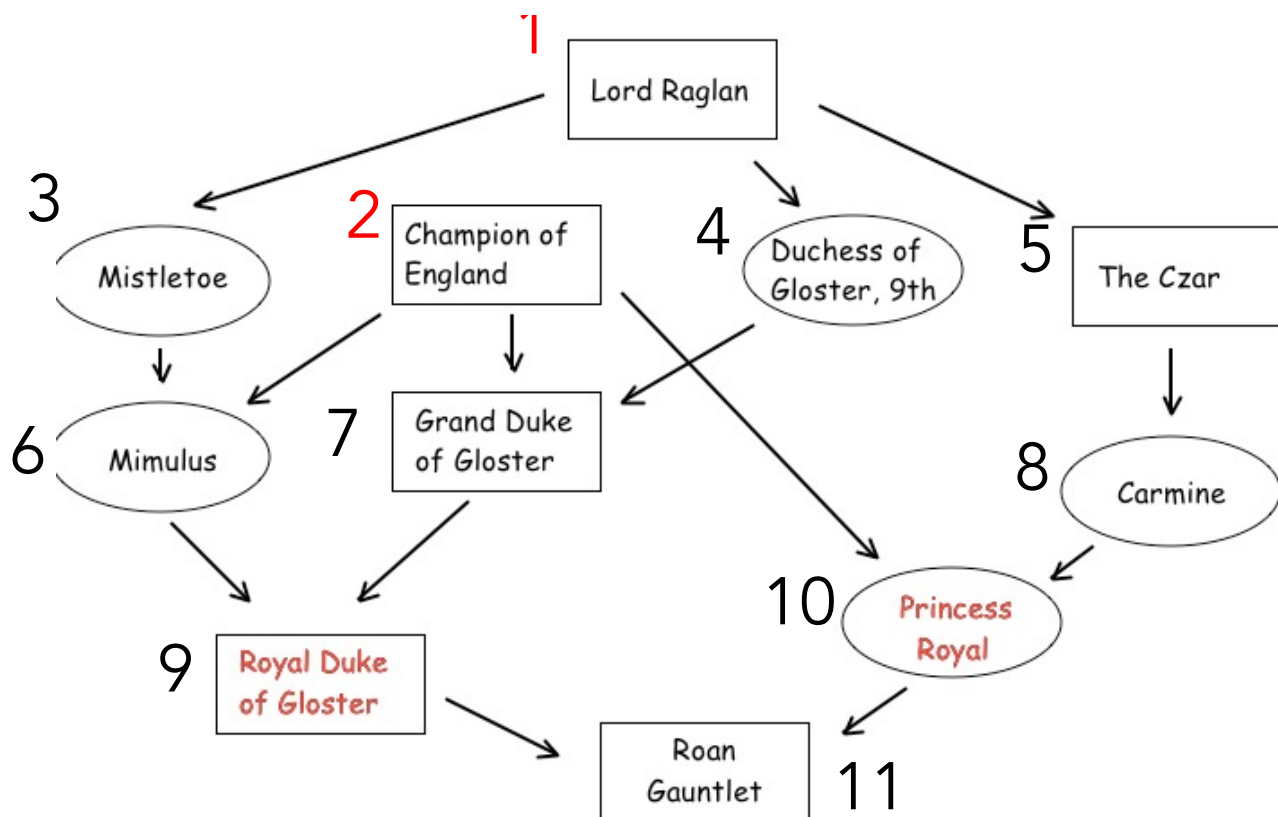 1
Lord Raglan
3
2
Champion of
England
4
Duchess of
Gloster, 9th
5
The Czar
Mistletoe
6
Mimulus
7
Grand Duke
of Gloster
8
Carmine
10
Princess
Royal
9
Royal Duke
of Gloster
Roan
Gauntlet
11